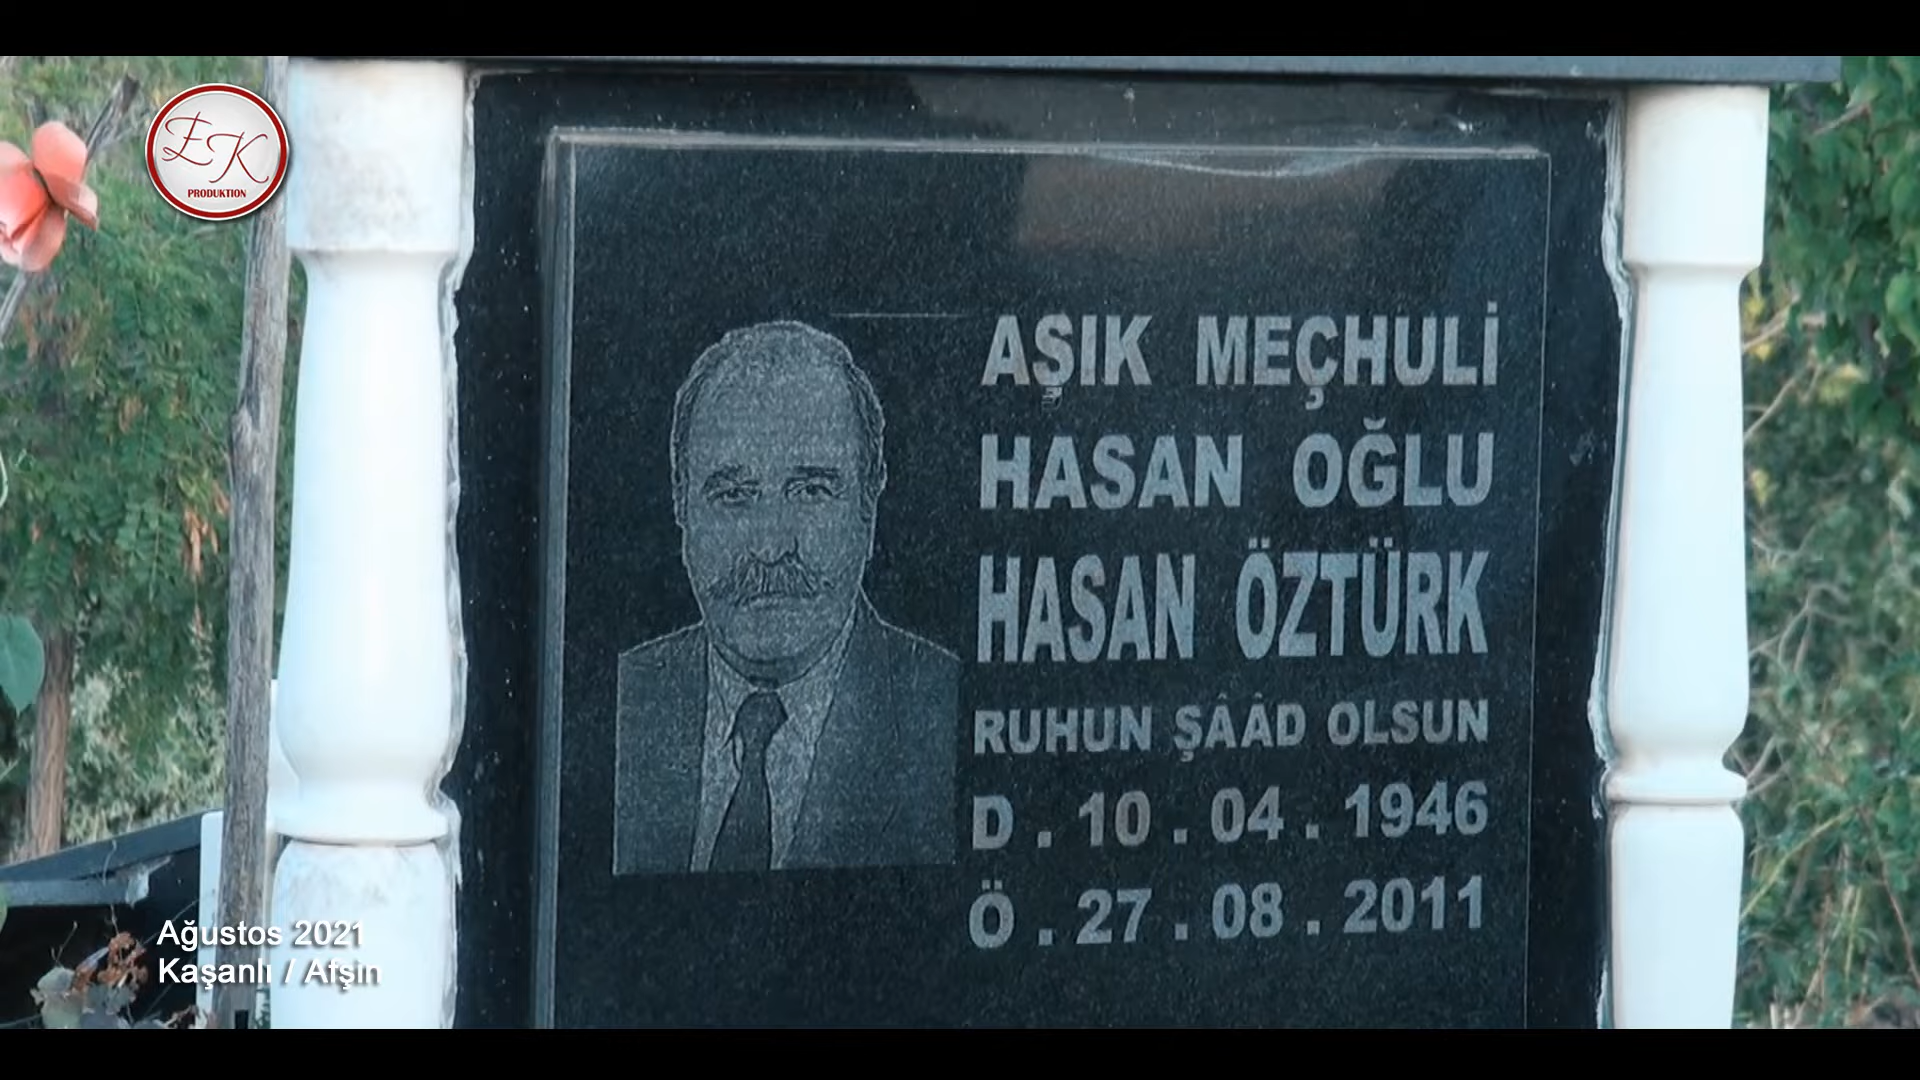 EK
PRODUKTION
AŞIK MEÇHULİ
HASAN OĞLU
HASAN ÖZTÜRK
RUHUN ŞÂÂD OLSUN
D . 10 . 04 . 1946
Ö . 27 . 08 . 2011
Ağustos 2021
Kaşanlı / Afşin